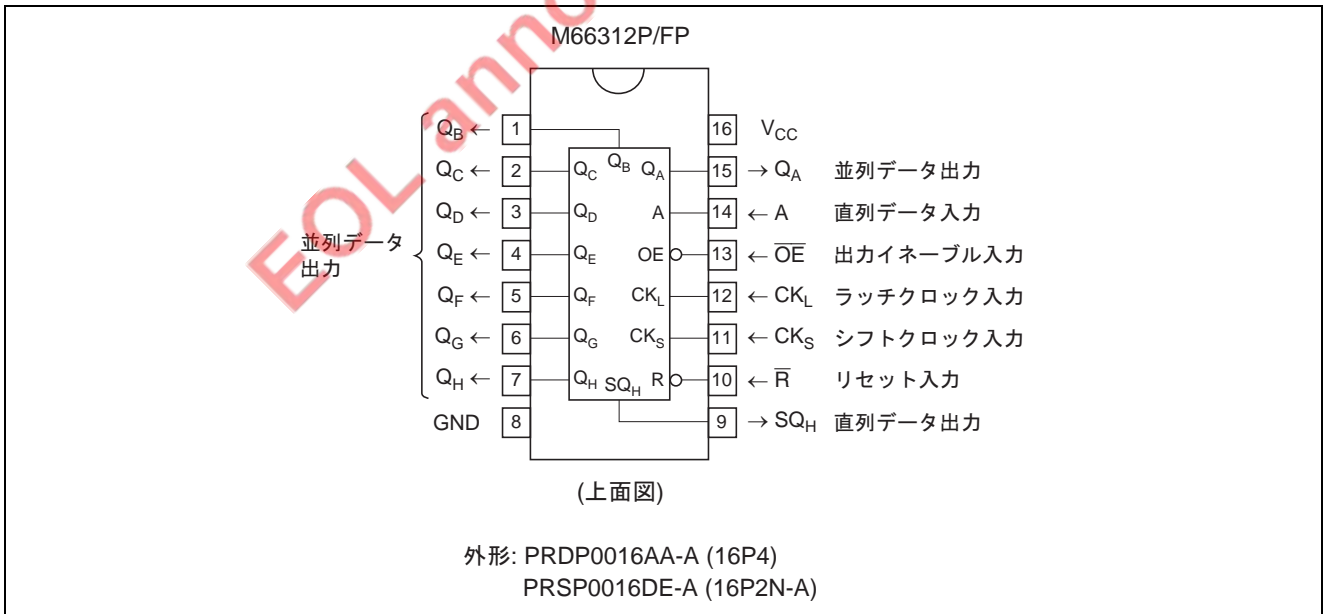 M66312P/FP
Q_B ← 1 16 V_CC
Q_C ← 2 Q_C Q_B Q_A 15 → Q_A 並列データ出力
Q_D ← 3 Q_D A 14 ← A 直列データ入力
並列データ
出力
Q_E ← 4 Q_E OE 13 ← O̅E̅ 出力イネーブル入力
Q_F ← 5 Q_F CK_L 12 ← CK_L ラッチクロック入力
Q_G ← 6 Q_G CK_S 11 ← CK_S シフトクロック入力
Q_H ← 7 Q_H SQ_H R 10 ← R̅ リセット入力
GND 8 9 → SQ_H 直列データ出力
(上面図)
外形: PRDP0016AA-A (16P4)
PRSP0016DE-A (16P2N-A)
EOL